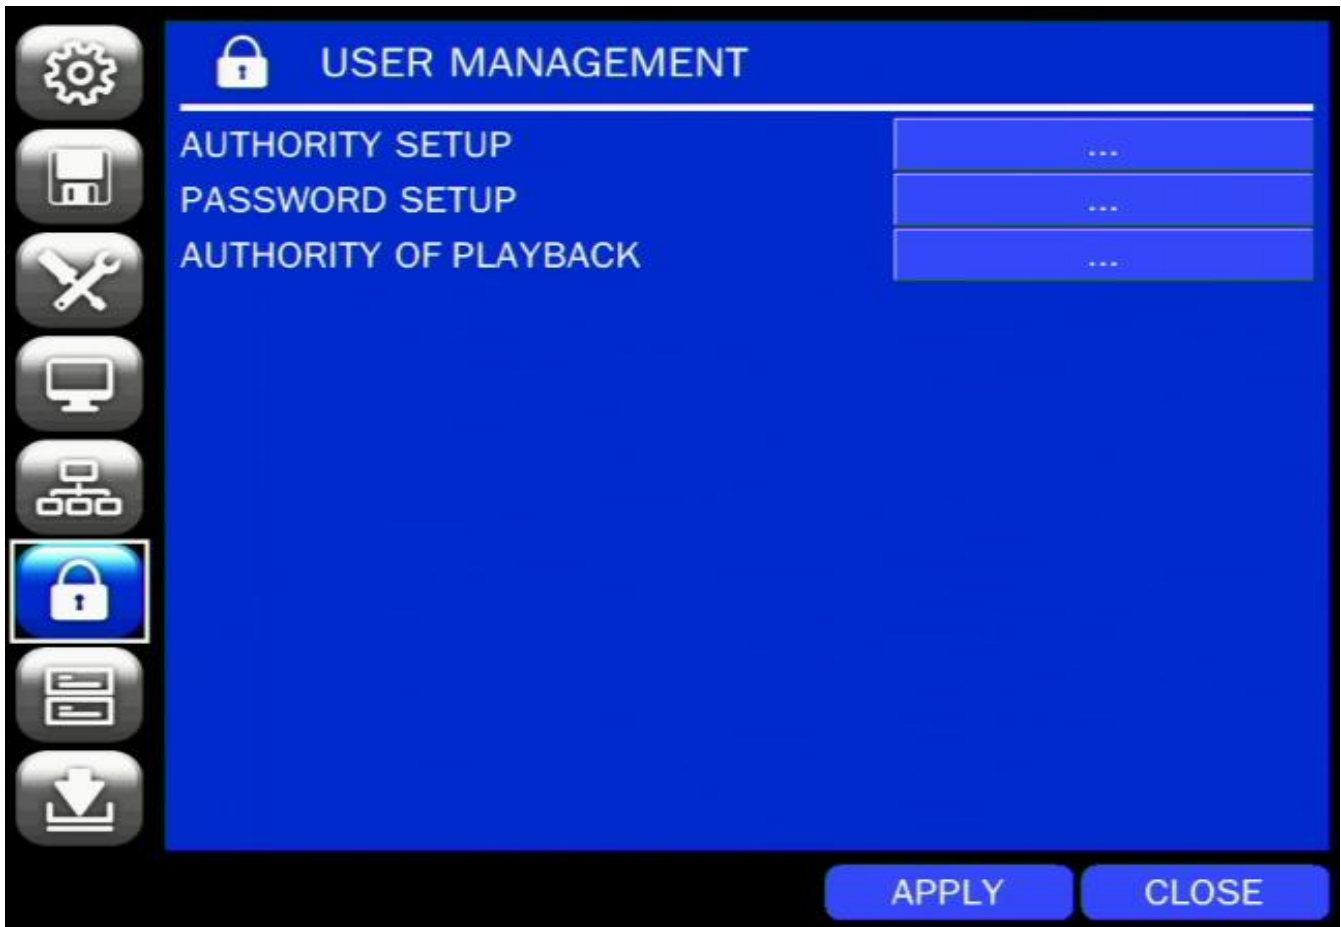 USER MANAGEMENT
AUTHORITY SETUP ...
PASSWORD SETUP ...
AUTHORITY OF PLAYBACK ...
APPLY CLOSE